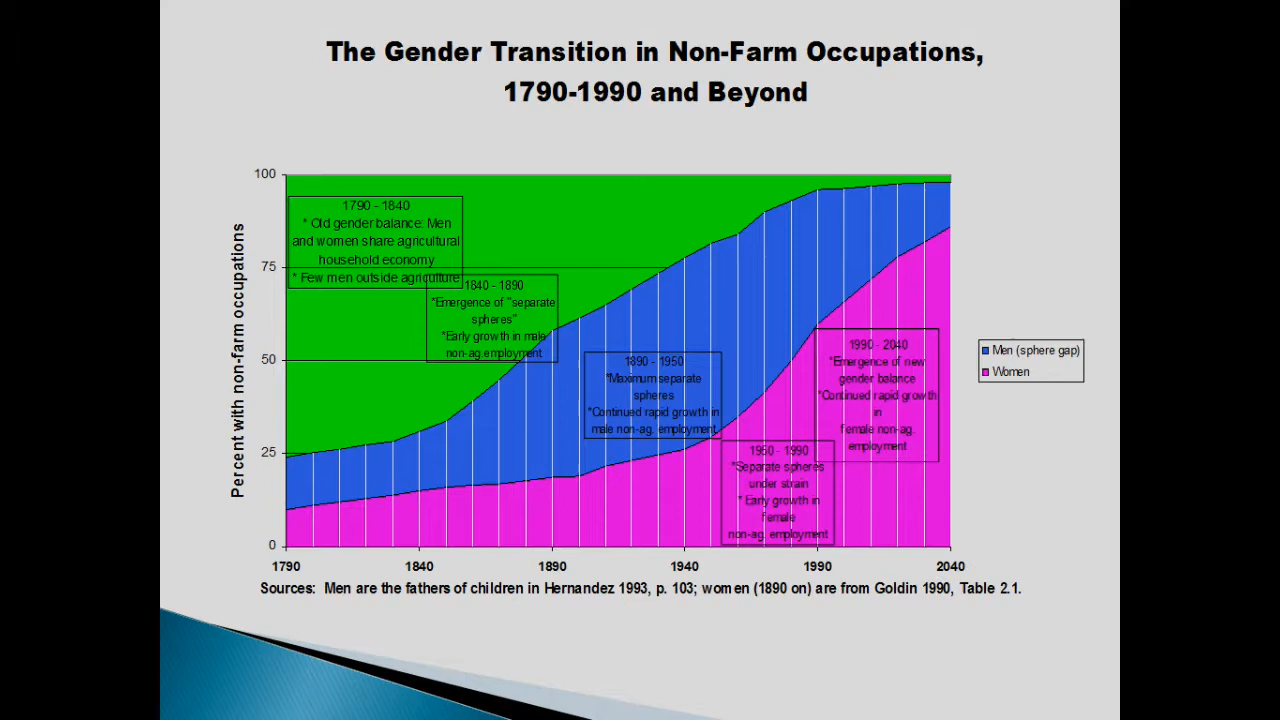 The Gender Transition in Non-Farm Occupations,
1790-1990 and Beyond
Percent with non-farm occupations
100
75
50
25
0
1790 - 1840
* Old gender balance: Men
and women share agricultural
household economy
* Few men outside agriculture
1840 - 1890
*Emergence of "separate
spheres"
*Early growth in male
non-ag.employment
1890 - 1950
*Maximum separate
spheres
*Continued rapid growth in
male non-ag. employment
1950 - 1990
*Separate spheres
under strain
* Early growth in
female
non-ag. employment
1990 - 2040
*Emergence of new
gender balance
*Continued rapid growth
in
female non-ag.
employment
Men (sphere gap)
Women
1790
1840
1890
1940
1990
2040
Sources: Men are the fathers of children in Hernandez 1993, p. 103; women (1890 on) are from Goldin 1990, Table 2.1.